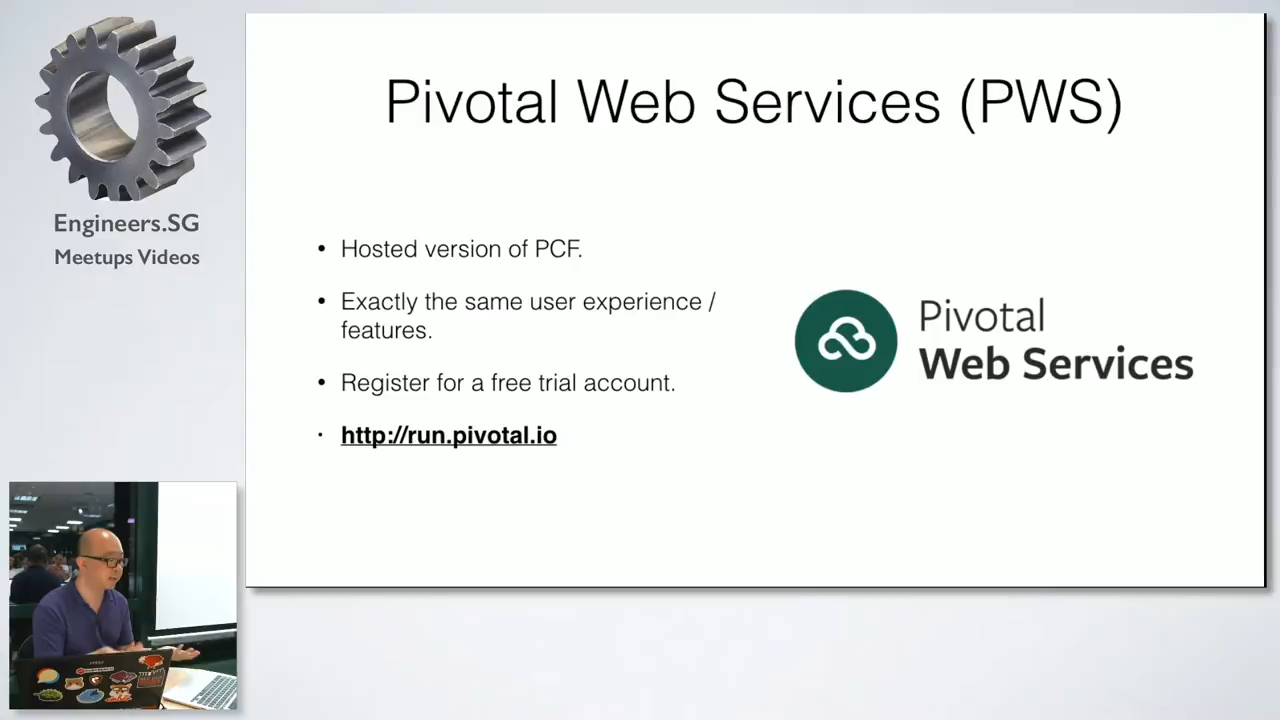 Pivotal Web Services (PWS)
Engineers.SG
Meetups Videos
• Hosted version of PCF.
• Exactly the same user experience /
features.
• Register for a free trial account.
• http://run.pivotal.io
Pivotal
Web Services